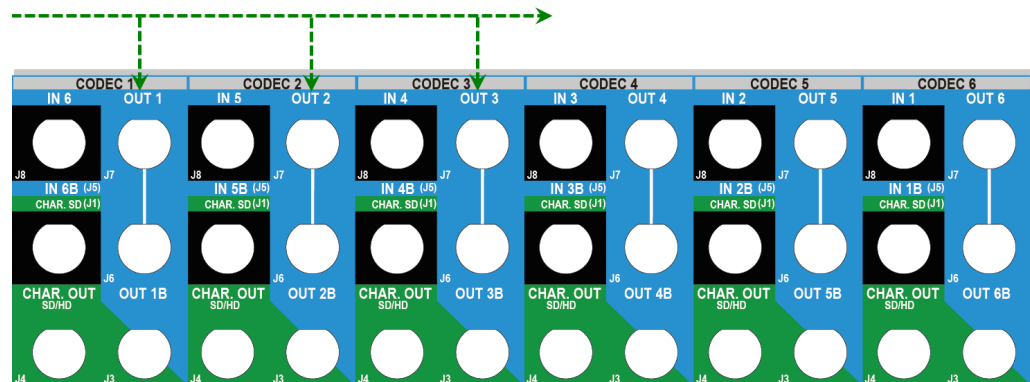 CODEC 1 CODEC 2 CODEC 3 CODEC 4 CODEC 5 CODEC 6
IN 6 OUT 1 IN 5 OUT 2 IN 4 OUT 3 IN 3 OUT 4 IN 2 OUT 5 IN 1 OUT 6
J8 J7 J8 J7 J8 J7 J8 J7 J8 J7 J8 J7
IN 6B (J5) IN 5B (J5) IN 4B (J5) IN 3B (J5) IN 2B (J5) IN 1B (J5)
CHAR. SD (J1) CHAR. SD (J1) CHAR. SD (J1) CHAR. SD (J1) CHAR. SD (J1) CHAR. SD (J1)
J6 J6 J6 J6 J6 J6
CHAR. OUT OUT 1B CHAR. OUT OUT 2B CHAR. OUT OUT 3B CHAR. OUT OUT 4B CHAR. OUT OUT 5B CHAR. OUT OUT 6B
SD/HD SD/HD SD/HD SD/HD SD/HD SD/HD
J4 J3 J4 J3 J4 J3 J4 J3 J4 J3 J4 J3